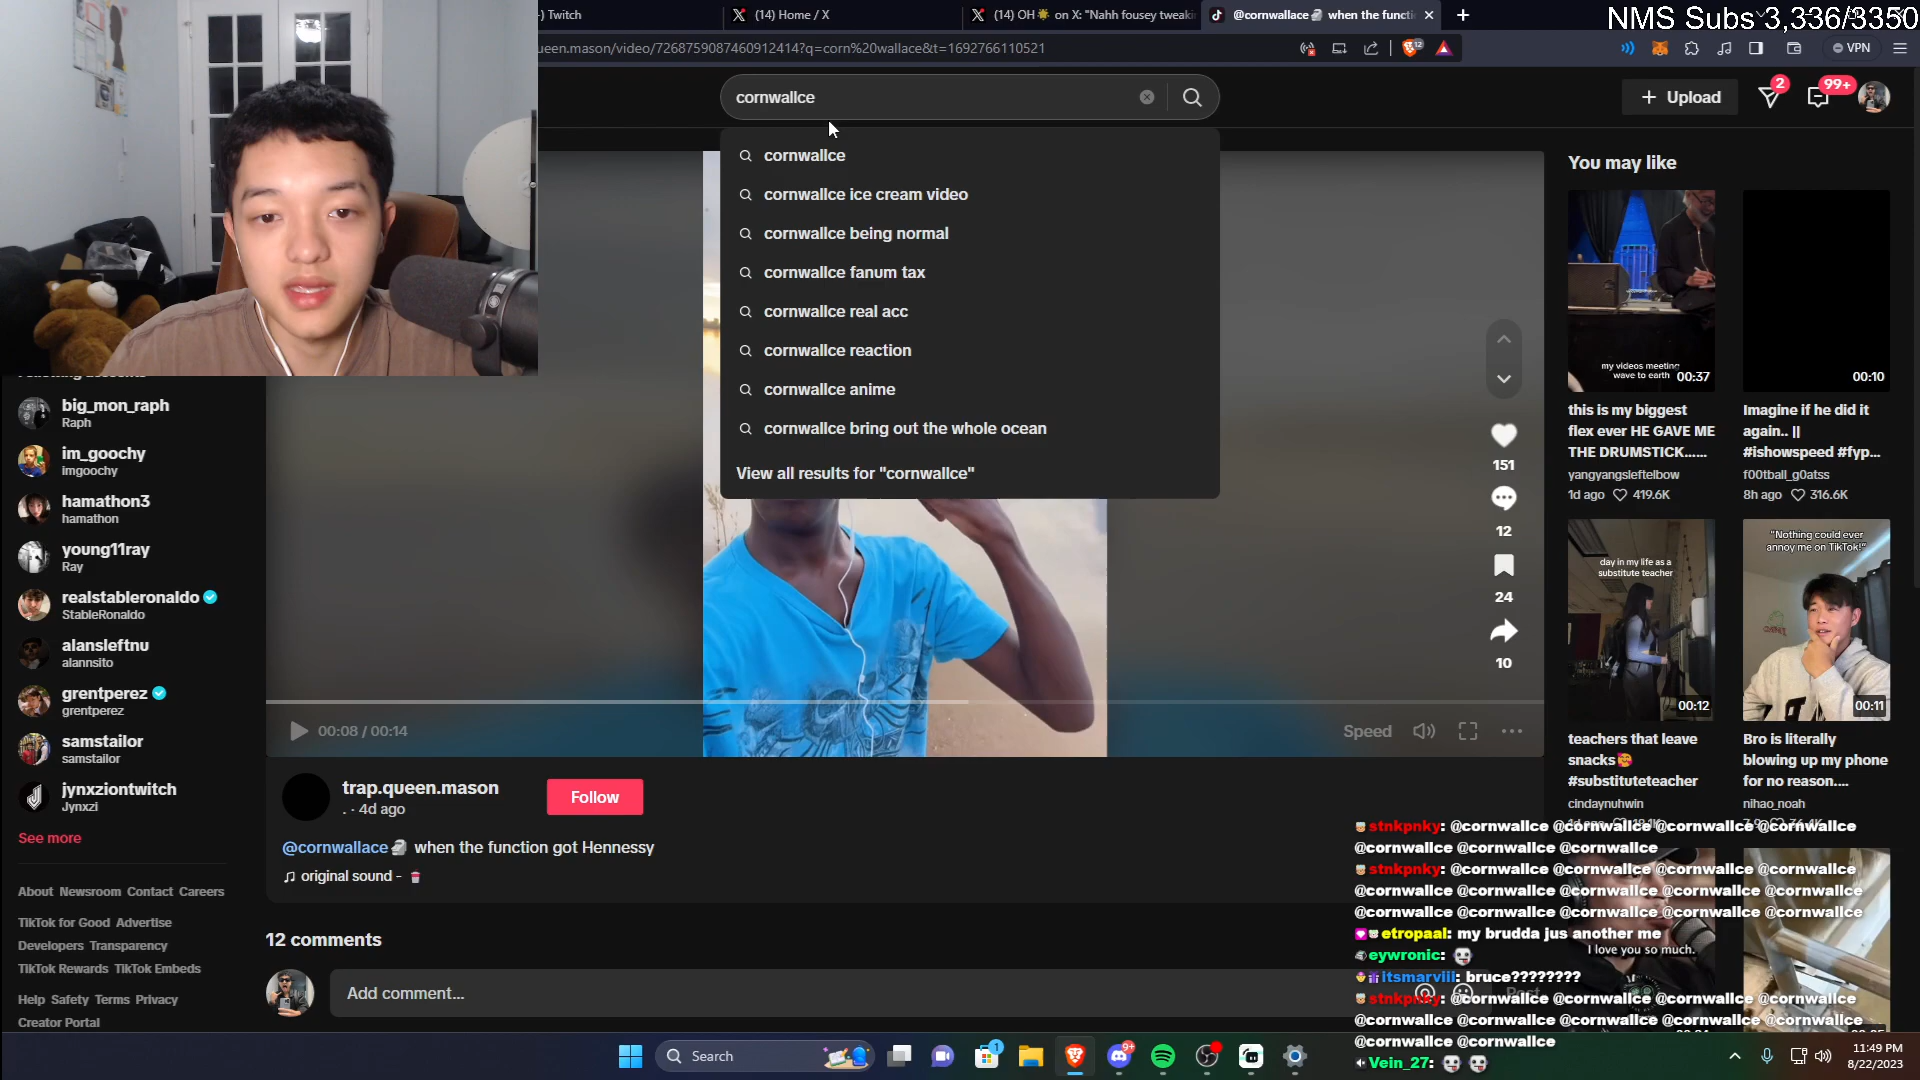 ) Twitch
(14) Home / X
(14) OH on X: "Nahh fousey tweaki
@cornwallace when the functi
NMS Subs 3,336/3350
ueen.mason/video/7268759087460912414?q=corn%20wallace&t=1692766110521
12
VPN
cornwallce
+ Upload
2
99+
cornwallce
cornwallce ice cream video
cornwallce being normal
cornwallce fanum tax
cornwallce real acc
cornwallce reaction
cornwallce anime
cornwallce bring out the whole ocean
View all results for "cornwallce"
You may like
my videos meeting
wave to earth
00:37
00:10
this is my biggest
flex ever HE GAVE ME
THE DRUMSTICK......
yangyangsleftelbow
1d ago 419.6K
Imagine if he did it
again.. ||
#ishowspeed #fyp...
f00tball_g0atss
8h ago 316.6K
day in my life as a
substitute teacher
00:12
"Nothing could ever
annoy me on TikTok!"
00:11
teachers that leave
snacks
#substituteteacher
cindaynuhwin
Bro is literally
blowing up my phone
for no reason....
nihao_noah
big_mon_raph
Raph
im_goochy
imgoochy
hamathon3
hamathon
young11ray
Ray
realstableronaldo
StableRonaldo
alansleftnu
alannsito
grentperez
grentperez
samstailor
samstailor
jynxziontwitch
Jynxzi
See more
About Newsroom Contact Careers
TikTok for Good Advertise
Developers Transparency
TikTok Rewards TikTok Embeds
Help Safety Terms Privacy
Creator Portal
151
12
24
10
00:08 / 00:14
Speed
trap.queen.mason
. · 4d ago
Follow
@cornwallace when the function got Hennessy
original sound -
12 comments
Add comment...
stnkpnky: @cornwallce @cornwallce @cornwallce @cornwallce
@cornwallce @cornwallce @cornwallce
stnkpnky: @cornwallce @cornwallce @cornwallce @cornwallce
@cornwallce @cornwallce @cornwallce @cornwallce @cornwallce
@cornwallce @cornwallce @cornwallce @cornwallce @cornwallce
etropaal: my brudda jus another me
I love you so much.
eywronic:
itsmarviii: bruce????????
stnkpnky: @cornwallce @cornwallce @cornwallce @cornwallce
@cornwallce @cornwallce @cornwallce @cornwallce @cornwallce
@cornwallce @cornwallce
Vein_27:
Search
1
9+
11:49 PM
8/22/2023